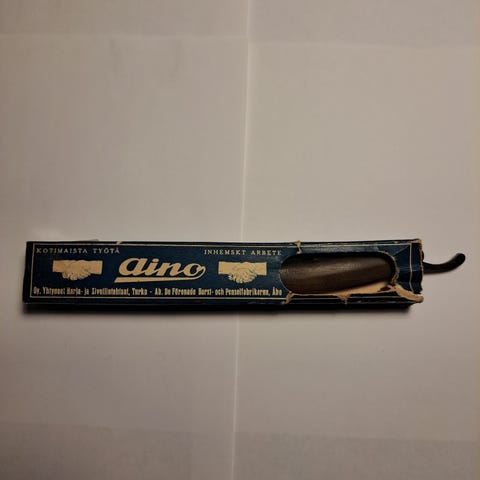 KOTIMAISTA TYÖTÄ INHEMSKT ARBETE
Aino
Oy. Yhtyneet Harja- ja Sivellintehtaat, Turku - Ab. De Förenade Borst- och Penselfabrikerna, Åbo